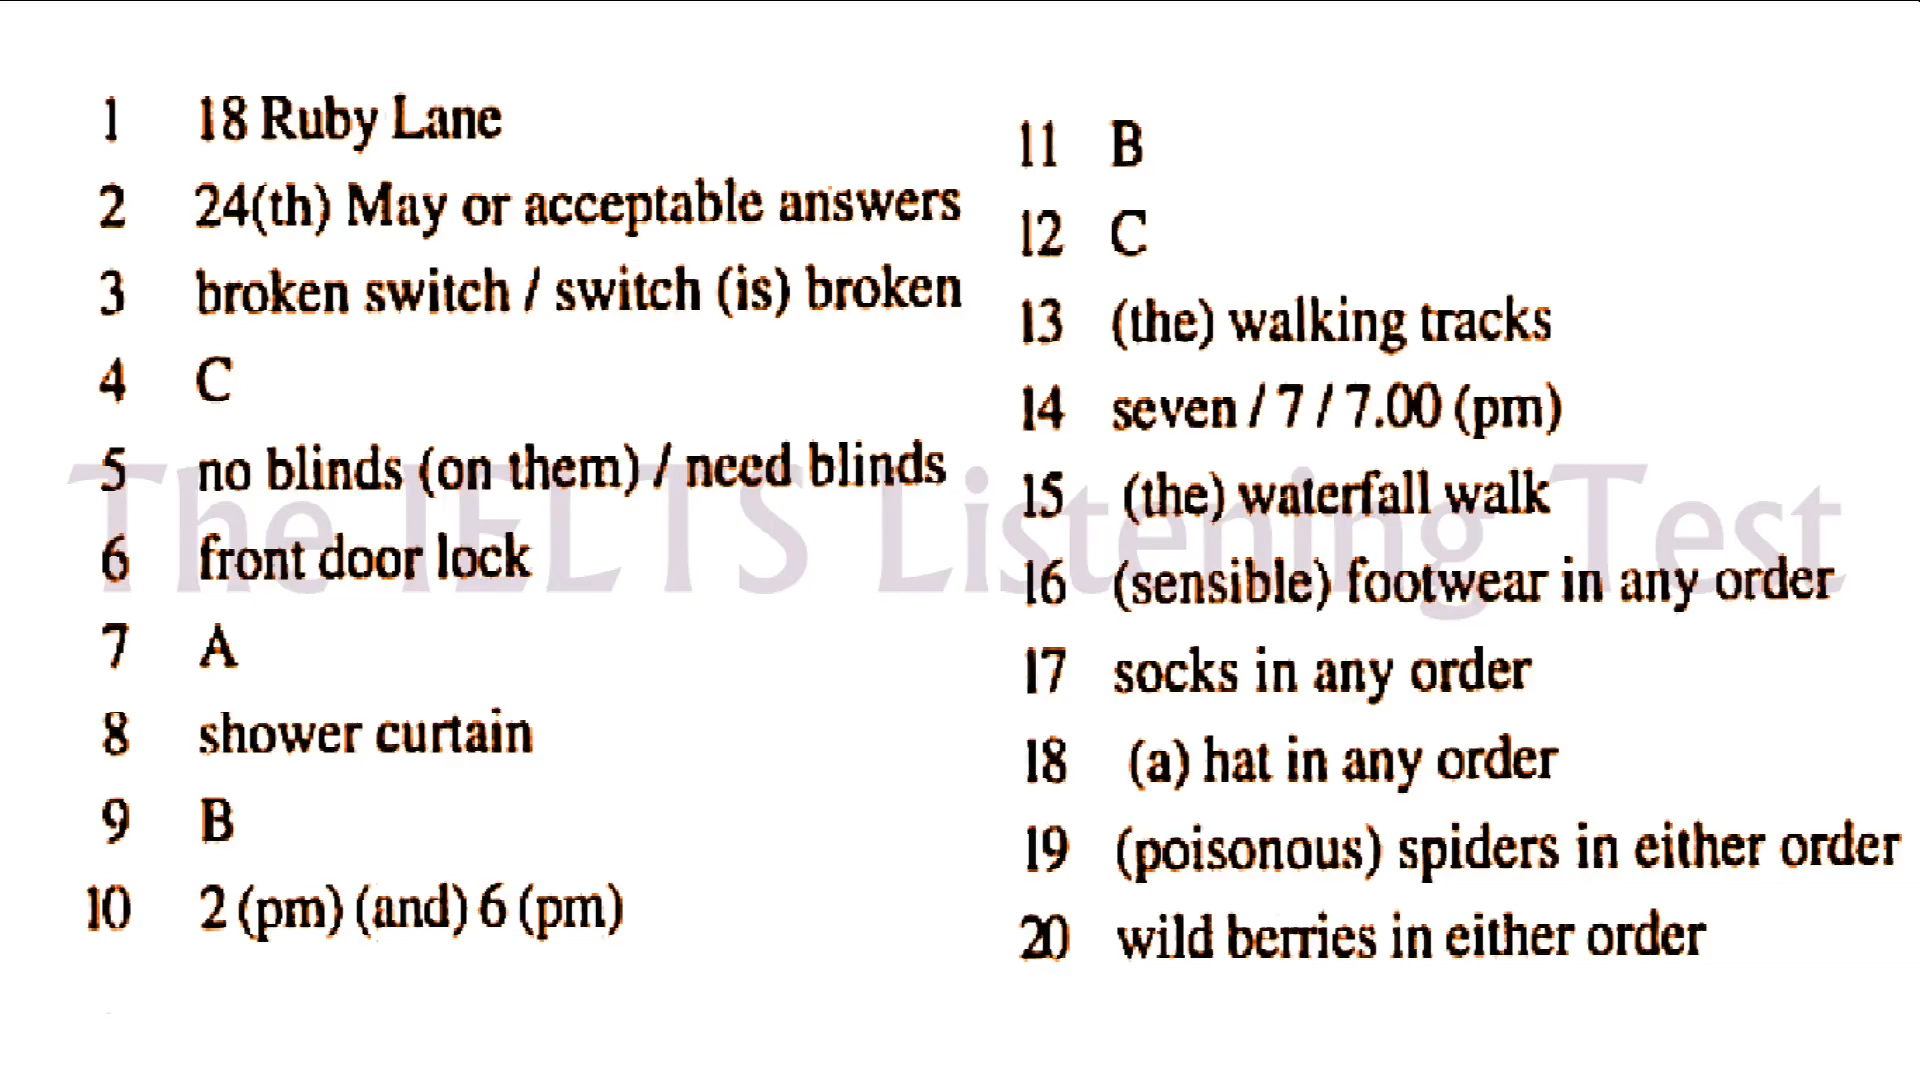 1 18 Ruby Lane
2 24(th) May or acceptable answers
3 broken switch / switch (is) broken
4 C
5 no blinds (on them) / need blinds
6 front door lock
7 A
8 shower curtain
9 B
10 2 (pm) (and) 6 (pm)
11 B
12 C
13 (the) walking tracks
14 seven / 7 / 7.00 (pm)
15 (the) waterfall walk
16 (sensible) footwear in any order
17 socks in any order
18 (a) hat in any order
19 (poisonous) spiders in either order
20 wild berries in either order
The IELTS Listening Test